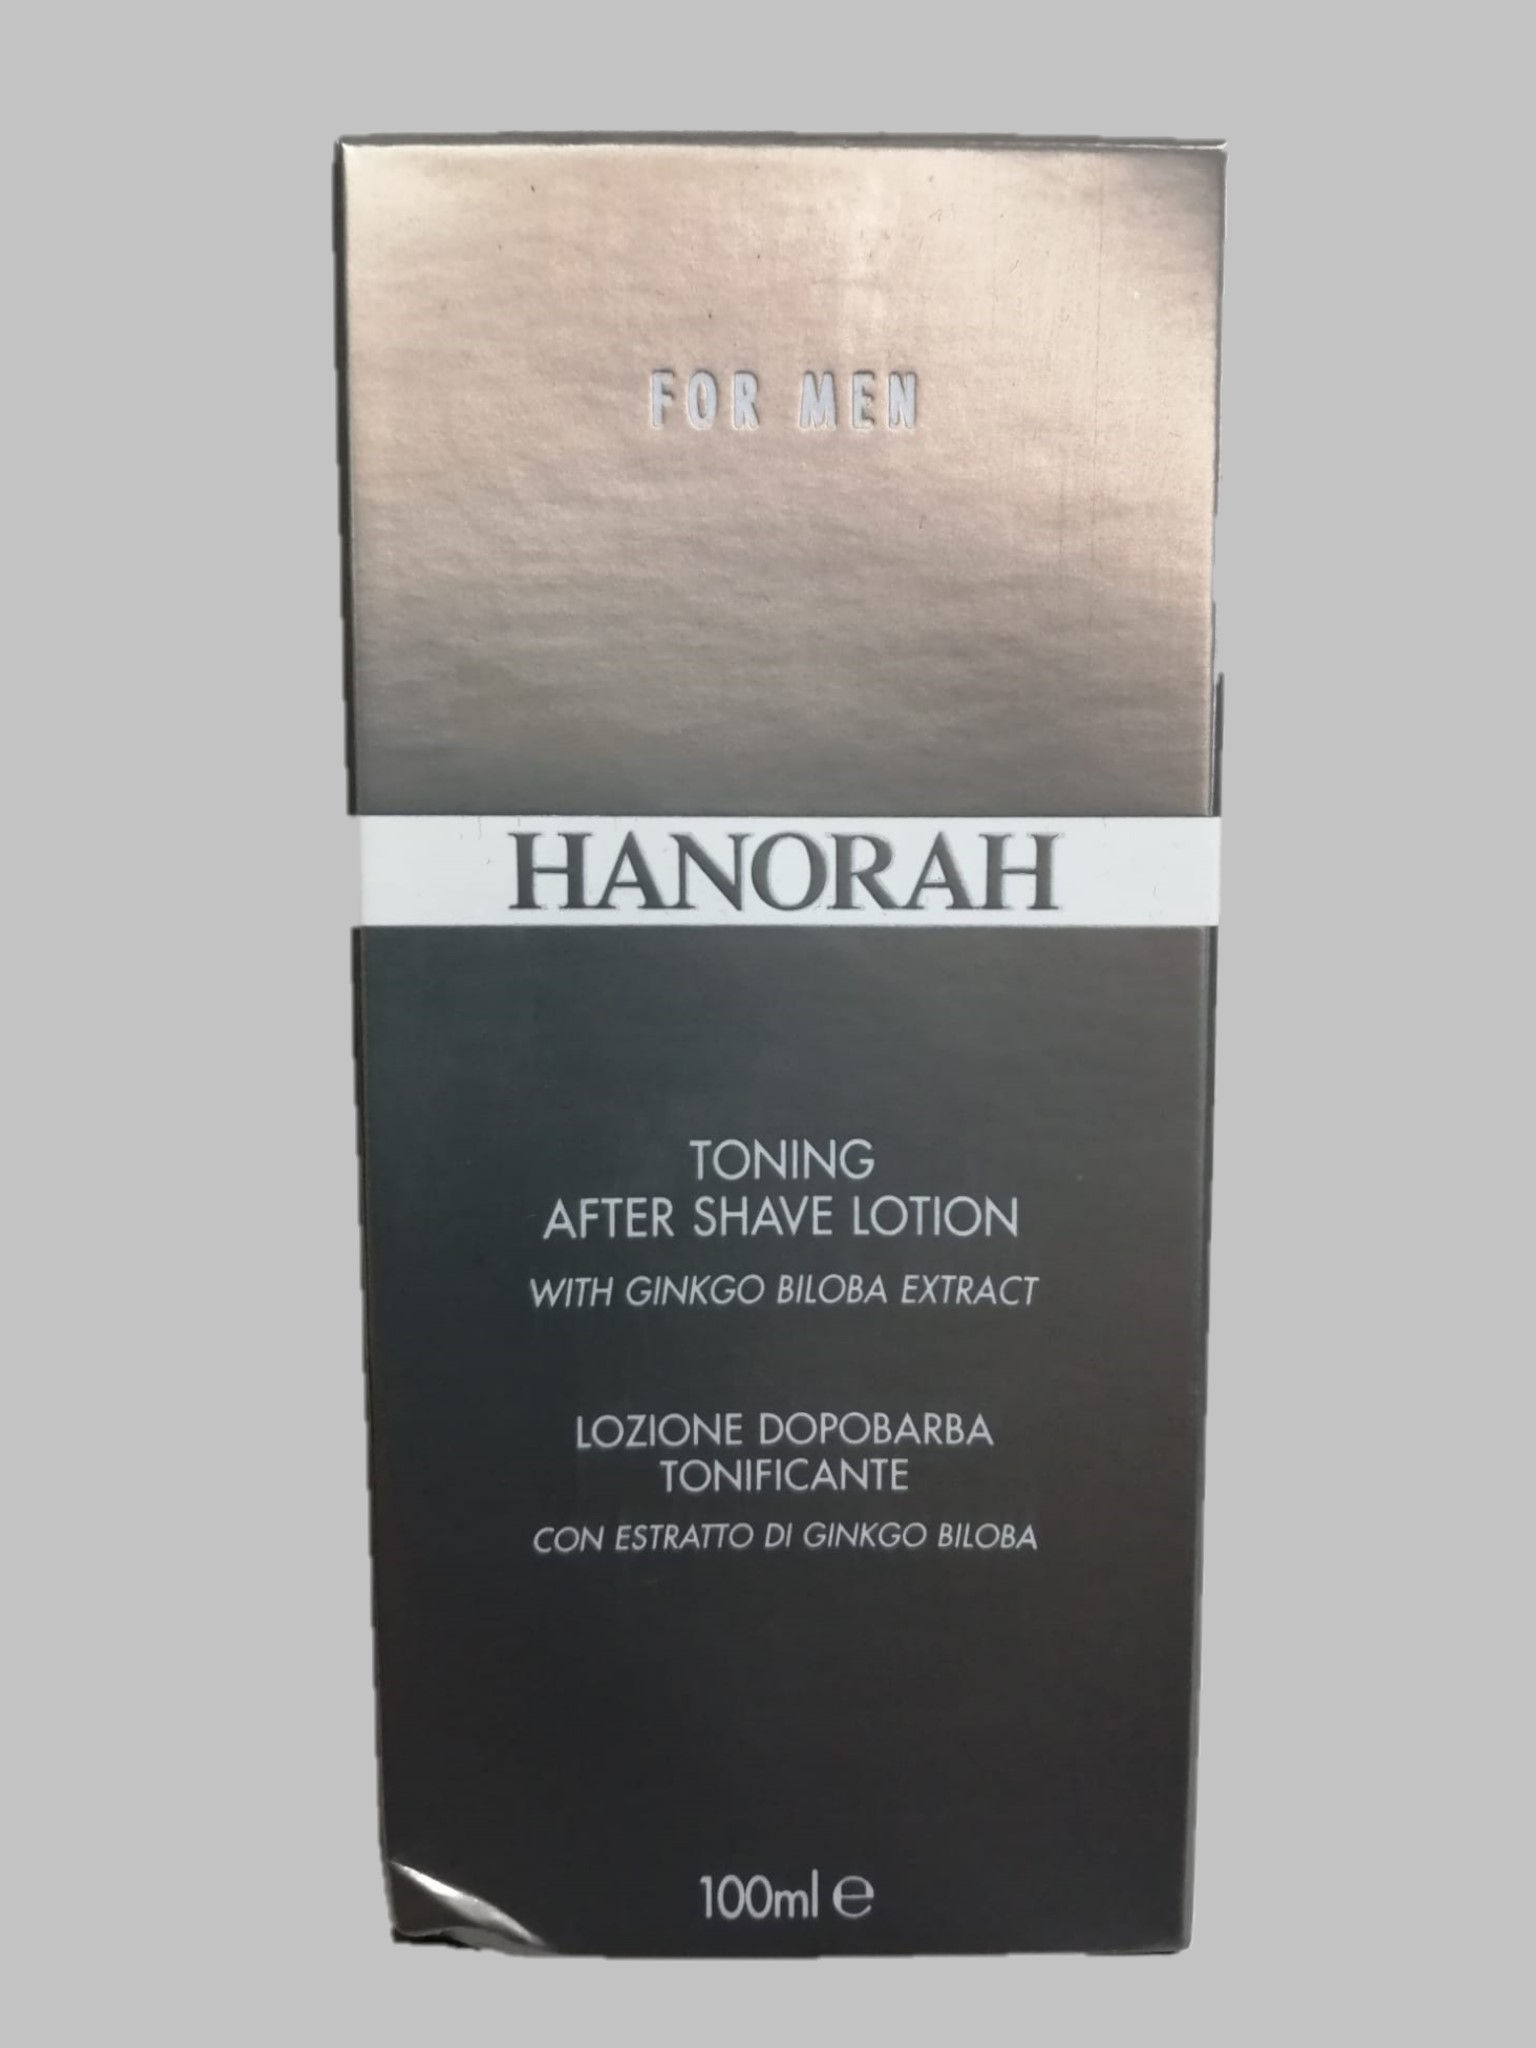 FOR MEN
HANORAH
TONING
AFTER SHAVE LOTION
WITH GINKGO BILOBA EXTRACT
LOZIONE DOPOBARBA
TONIFICANTE
CON ESTRATTO DI GINKGO BILOBA
100ml ℮